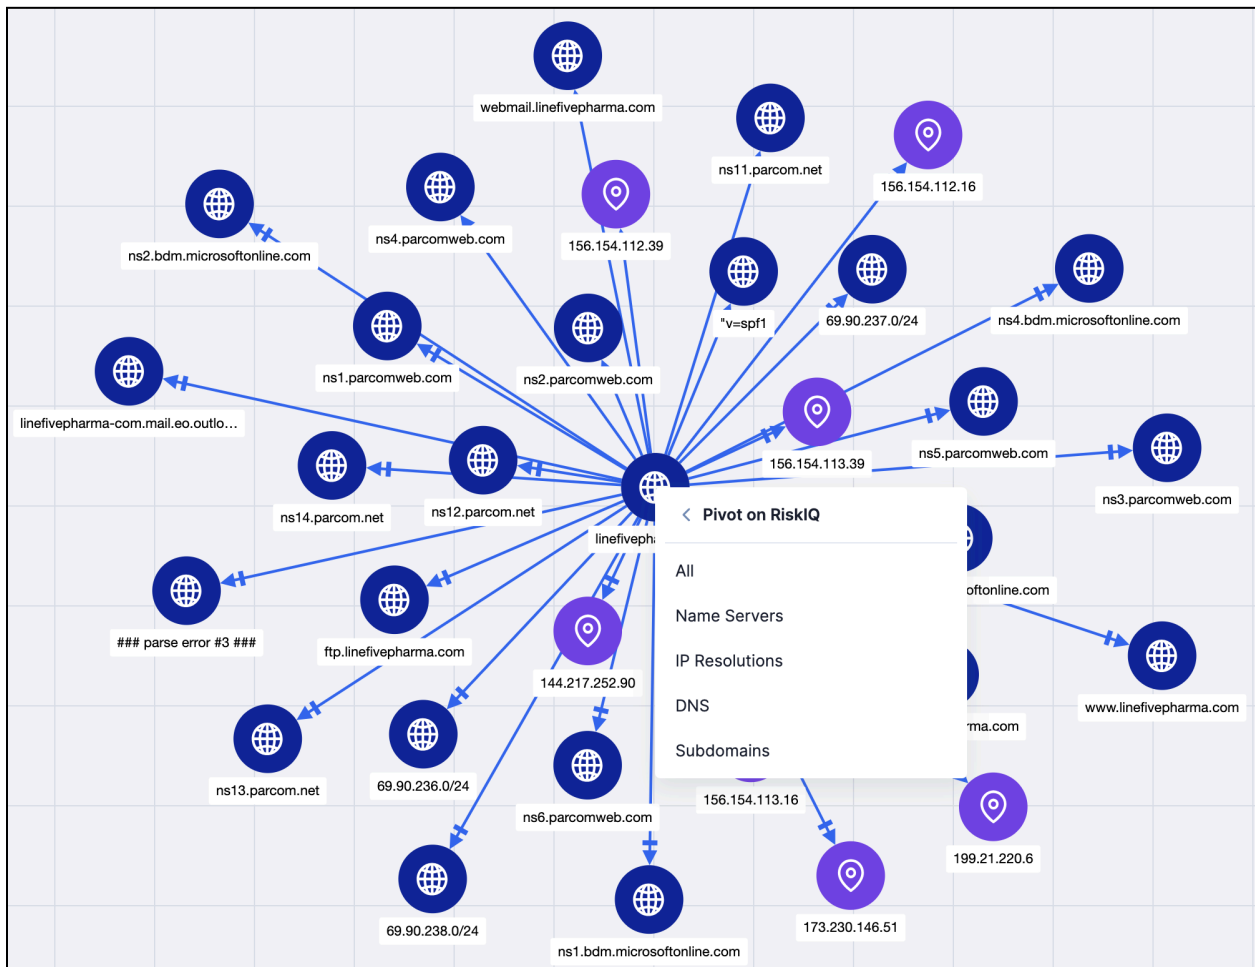 webmail.linefivepharma.com
ns11.parcom.net
156.154.112.16
ns4.parcomweb.com
156.154.112.39
ns2.bdm.microsoftonline.com
"v=spf1
69.90.237.0/24
ns4.bdm.microsoftonline.com
ns1.parcomweb.com
ns2.parcomweb.com
linefivepharma-com.mail.eo.outlo...
156.154.113.39
ns5.parcomweb.com
ns3.parcomweb.com
ns14.parcom.net
ns12.parcom.net
linefivepha
Pivot on RiskIQ
All
Name Servers
IP Resolutions
DNS
Subdomains
oftonline.com
### parse error #3 ###
ftp.linefivepharma.com
144.217.252.90
www.linefivepharma.com
rma.com
ns13.parcom.net
69.90.236.0/24
ns6.parcomweb.com
156.154.113.16
199.21.220.6
69.90.238.0/24
173.230.146.51
ns1.bdm.microsoftonline.com